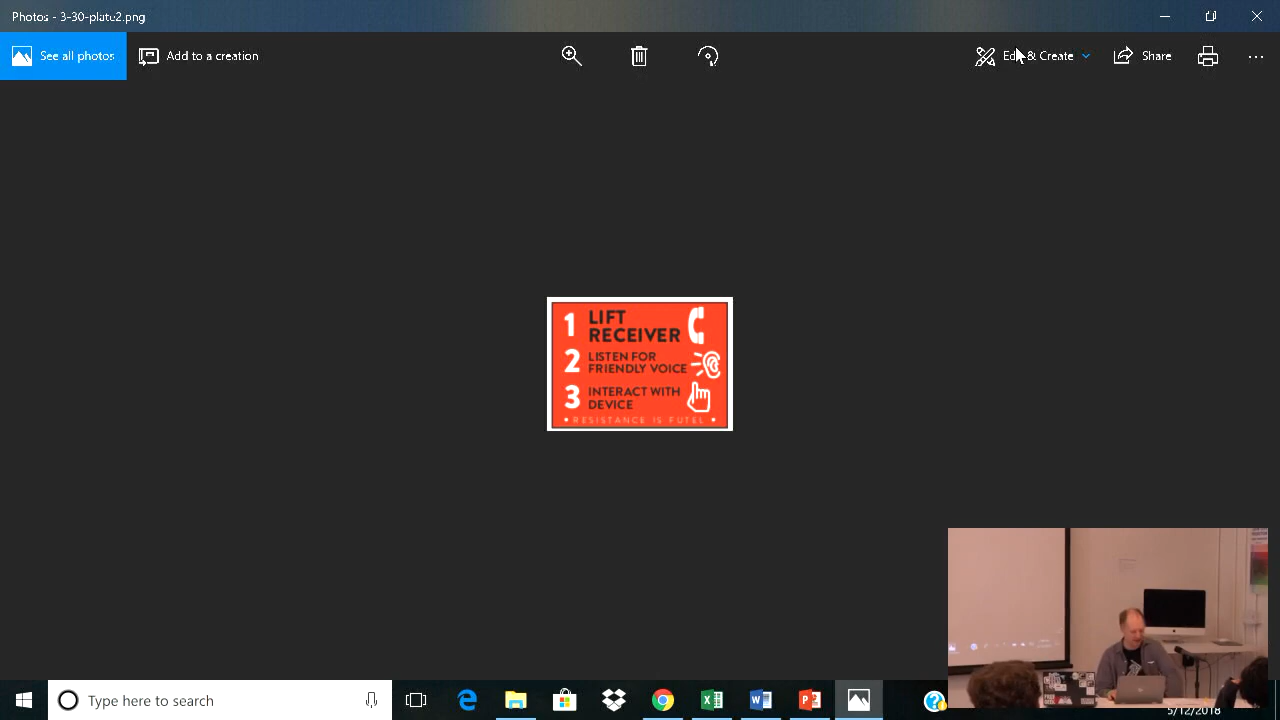 Photos - 3-30-platu2.png
See all photos
Add to a creation
Edit & Create
Share
1 LIFT
RECEIVER
2 LISTEN FOR
FRIENDLY VOICE
3 INTERACT WITH
DEVICE
• RESISTANCE IS FUTEL •
Type here to search
5/12/2018